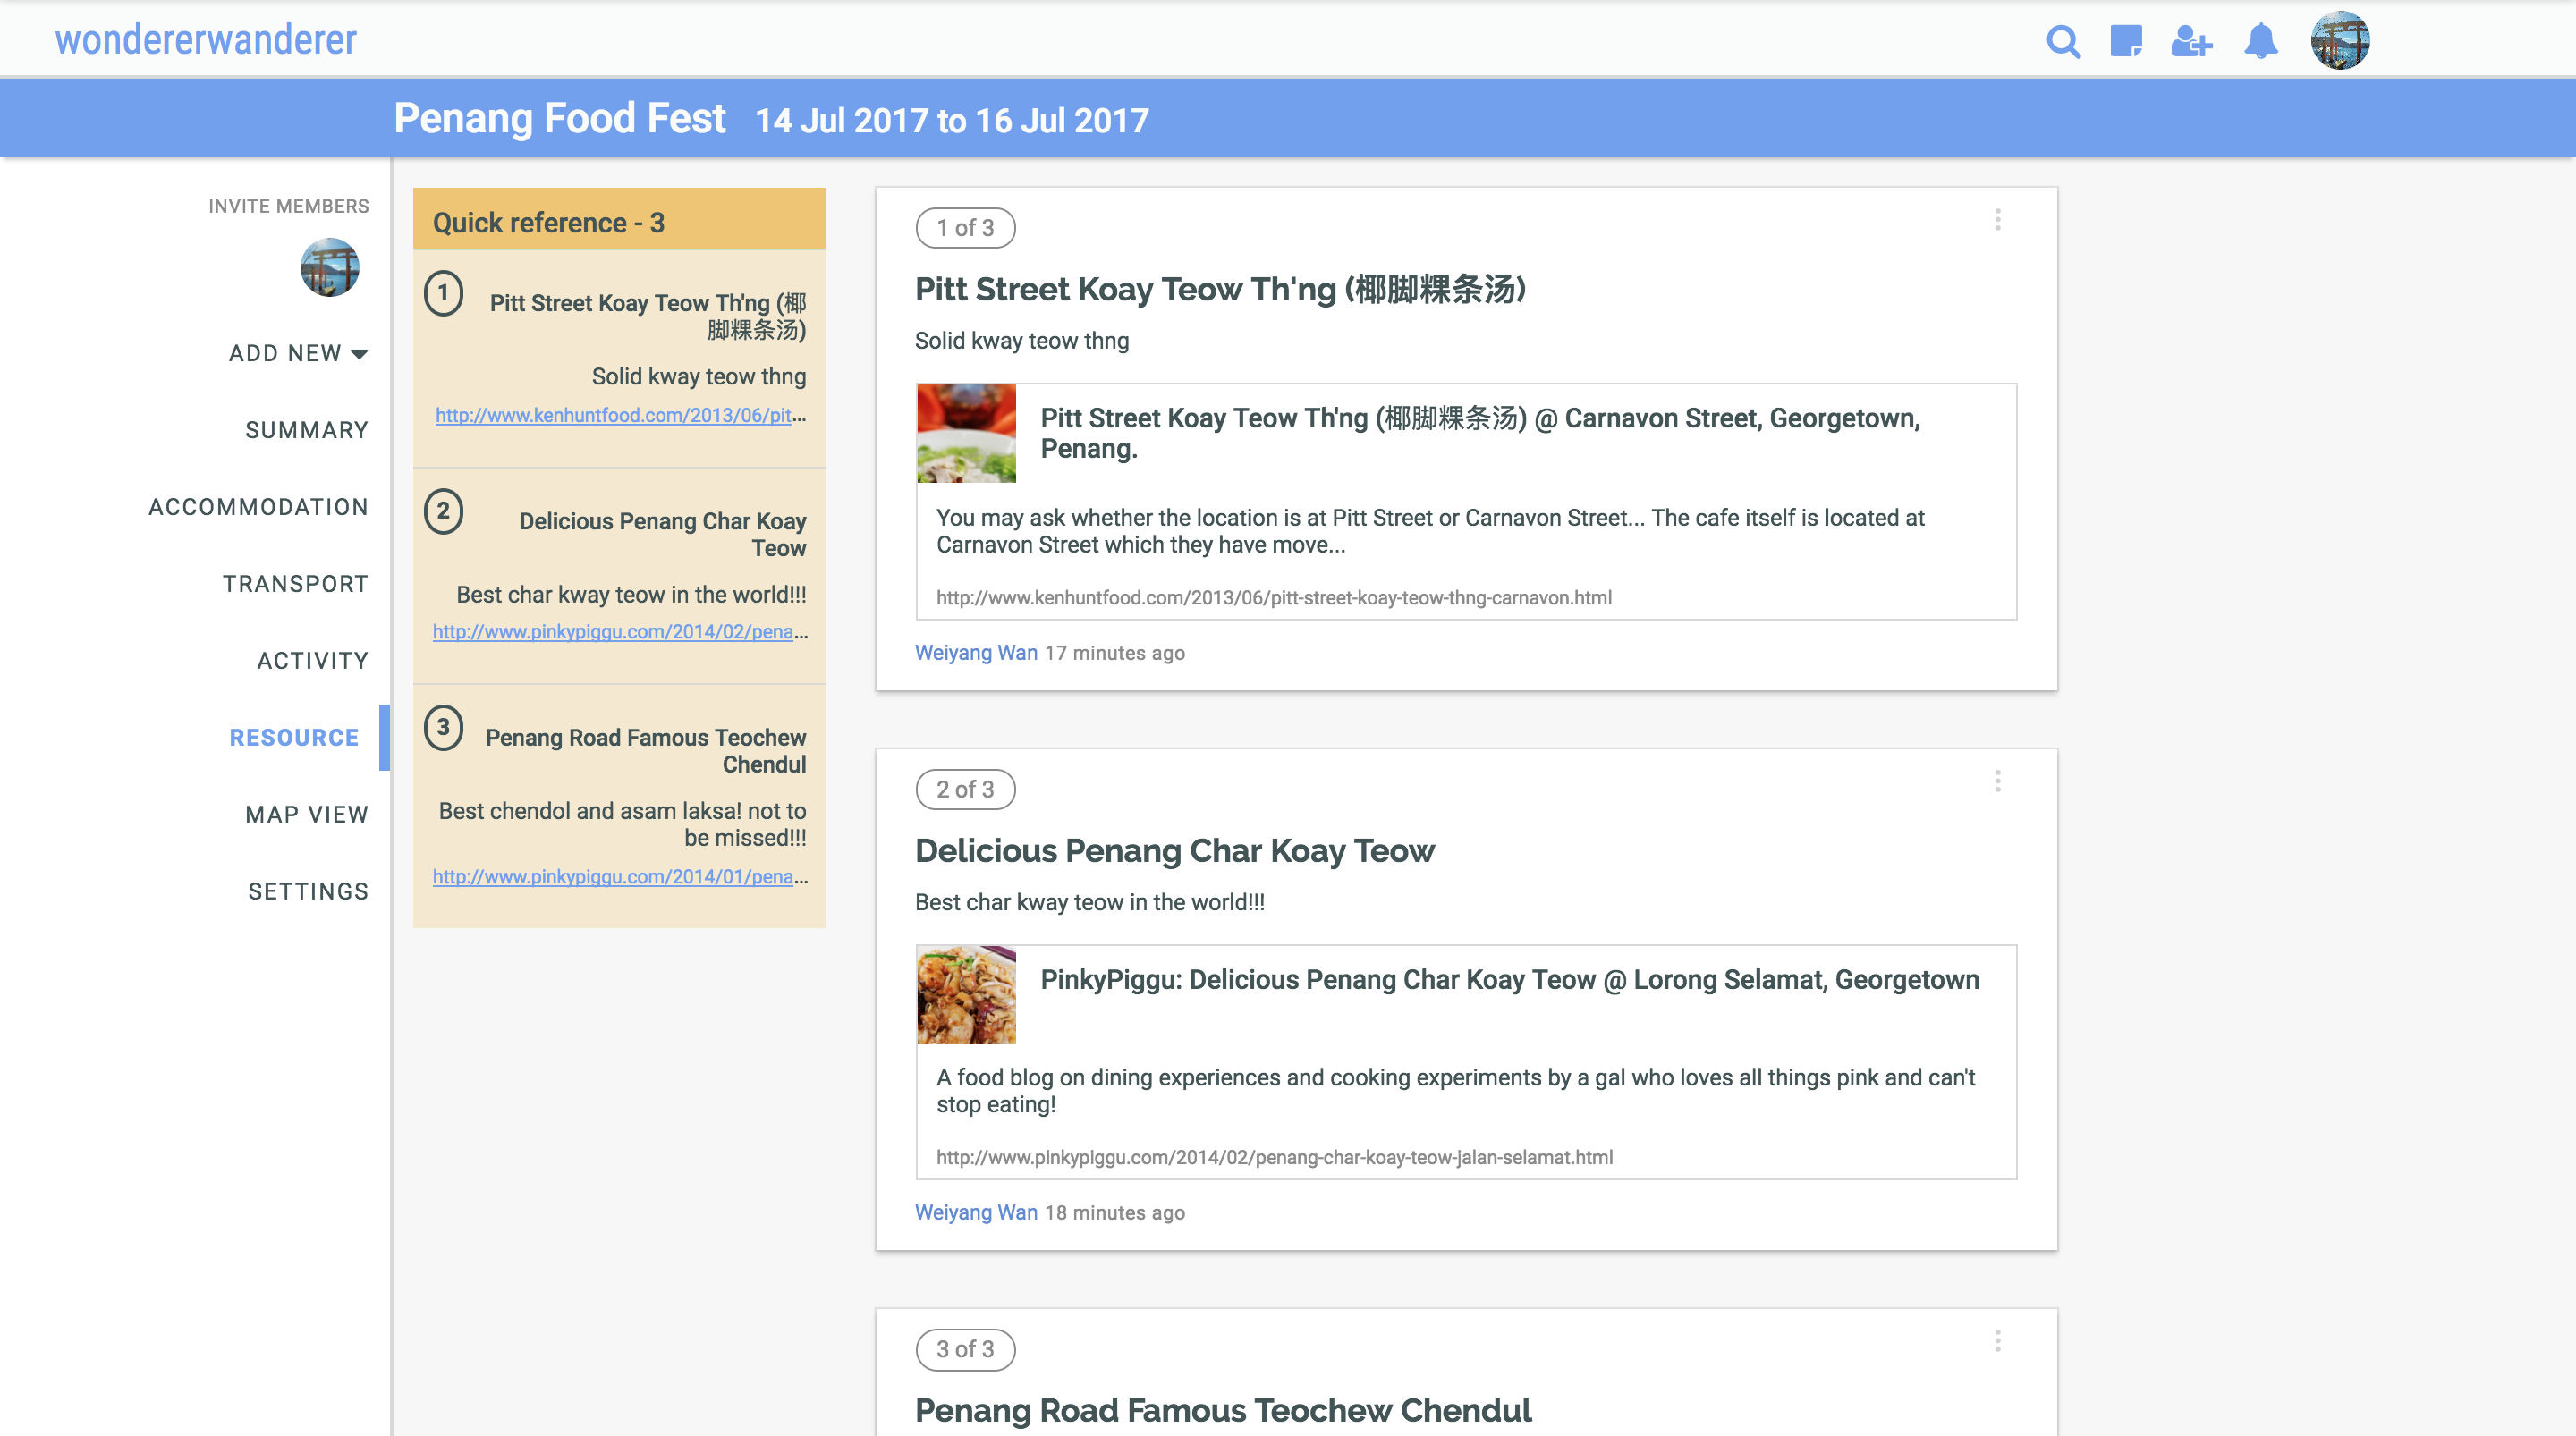 wondererwanderer
Penang Food Fest 14 Jul 2017 to 16 Jul 2017
INVITE MEMBERS
ADD NEW
SUMMARY
ACCOMMODATION
TRANSPORT
ACTIVITY
RESOURCE
MAP VIEW
SETTINGS
Quick reference - 3
1
Pitt Street Koay Teow Th'ng (椰
脚粿条汤)
Solid kway teow thng
http://www.kenhuntfood.com/2013/06/pit...
2
Delicious Penang Char Koay
Teow
Best char kway teow in the world!!!
http://www.pinkypiggu.com/2014/02/pena...
3
Penang Road Famous Teochew
Chendul
Best chendol and asam laksa! not to
be missed!!!
http://www.pinkypiggu.com/2014/01/pena...
1 of 3
Pitt Street Koay Teow Th'ng (椰脚粿条汤)
Solid kway teow thng
Pitt Street Koay Teow Th'ng (椰脚粿条汤) @ Carnavon Street, Georgetown,
Penang.
You may ask whether the location is at Pitt Street or Carnavon Street... The cafe itself is located at
Carnavon Street which they have move...
http://www.kenhuntfood.com/2013/06/pitt-street-koay-teow-thng-carnavon.html
Weiyang Wan 17 minutes ago
2 of 3
Delicious Penang Char Koay Teow
Best char kway teow in the world!!!
PinkyPiggu: Delicious Penang Char Koay Teow @ Lorong Selamat, Georgetown
A food blog on dining experiences and cooking experiments by a gal who loves all things pink and can't
stop eating!
http://www.pinkypiggu.com/2014/02/penang-char-koay-teow-jalan-selamat.html
Weiyang Wan 18 minutes ago
3 of 3
Penang Road Famous Teochew Chendul